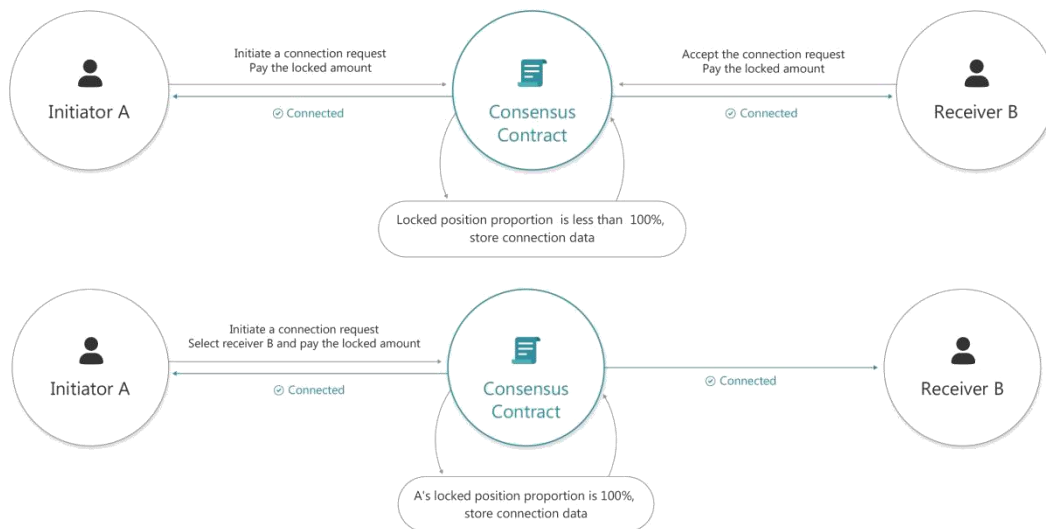 Initiate a connection request
Pay the locked amount
Accept the connection request
Pay the locked amount
Initiator A
Connected
Consensus
Contract
Connected
Receiver B
Locked position proportion is less than 100%,
store connection data
Initiate a connection request
Select receiver B and pay the locked amount
Initiator A
Connected
Consensus
Contract
Connected
Receiver B
A's locked position proportion is 100%,
store connection data